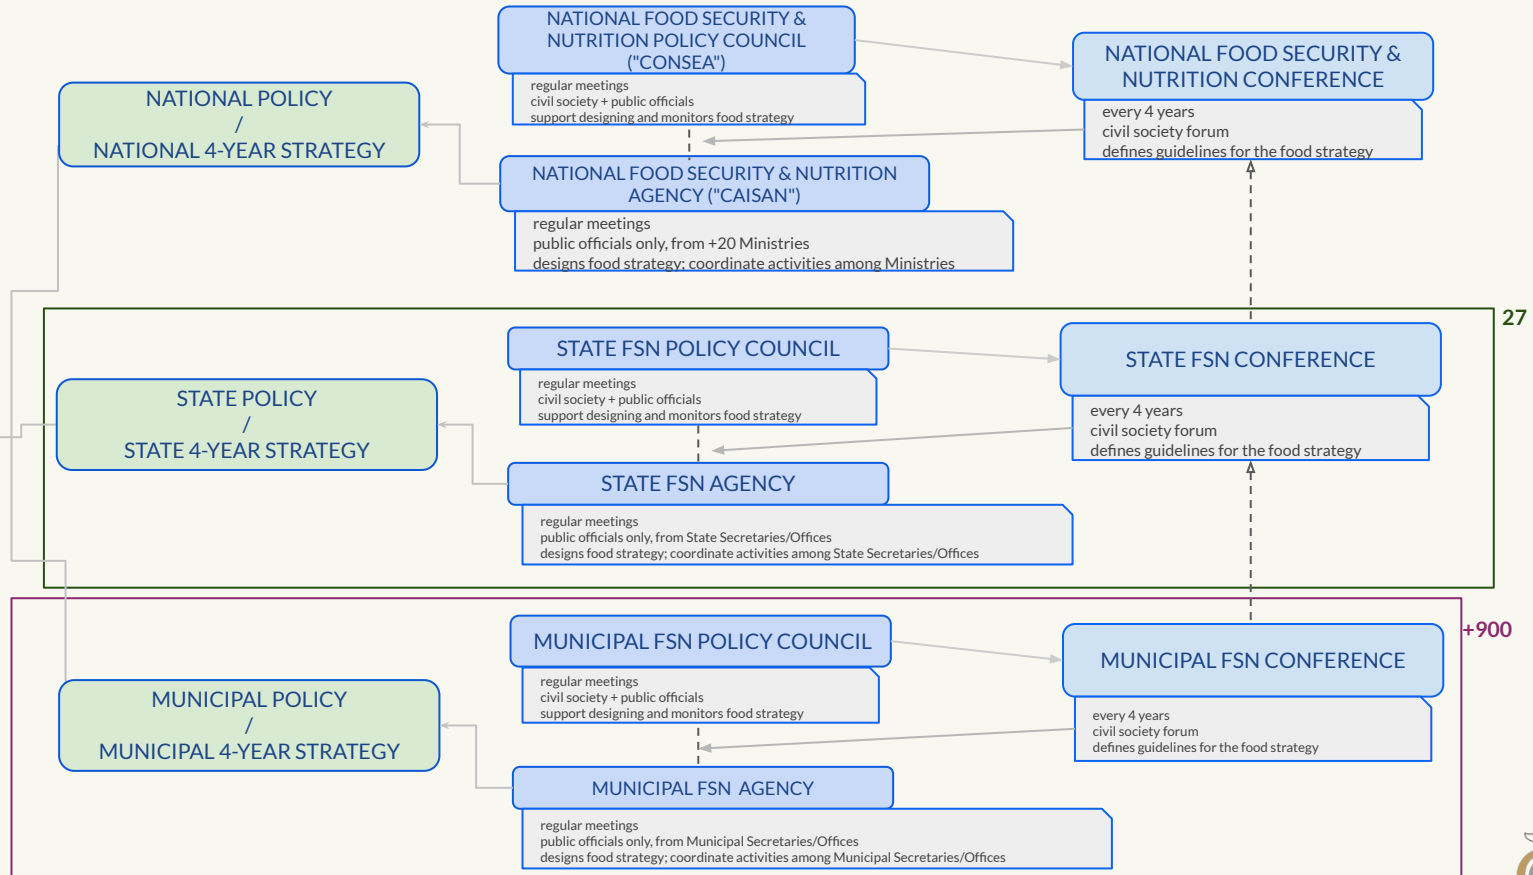 NATIONAL FOOD SECURITY &
NUTRITION POLICY COUNCIL
("CONSEA")
regular meetings
civil society + public officials
support designing and monitors food strategy
NATIONAL FOOD SECURITY &
NUTRITION CONFERENCE
every 4 years
civil society forum
defines guidelines for the food strategy
NATIONAL POLICY
/
NATIONAL 4-YEAR STRATEGY
NATIONAL FOOD SECURITY & NUTRITION
AGENCY ("CAISAN")
regular meetings
public officials only, from +20 Ministries
designs food strategy; coordinate activities among Ministries
27
STATE FSN POLICY COUNCIL
regular meetings
civil society + public officials
support designing and monitors food strategy
STATE FSN CONFERENCE
every 4 years
civil society forum
defines guidelines for the food strategy
STATE POLICY
/
STATE 4-YEAR STRATEGY
STATE FSN AGENCY
regular meetings
public officials only, from State Secretaries/Offices
designs food strategy; coordinate activities among State Secretaries/Offices
+900
MUNICIPAL FSN POLICY COUNCIL
regular meetings
civil society + public officials
support designing and monitors food strategy
MUNICIPAL FSN CONFERENCE
every 4 years
civil society forum
defines guidelines for the food strategy
MUNICIPAL POLICY
/
MUNICIPAL 4-YEAR STRATEGY
MUNICIPAL FSN AGENCY
regular meetings
public officials only, from Municipal Secretaries/Offices
designs food strategy; coordinate activities among Municipal Secretaries/Offices